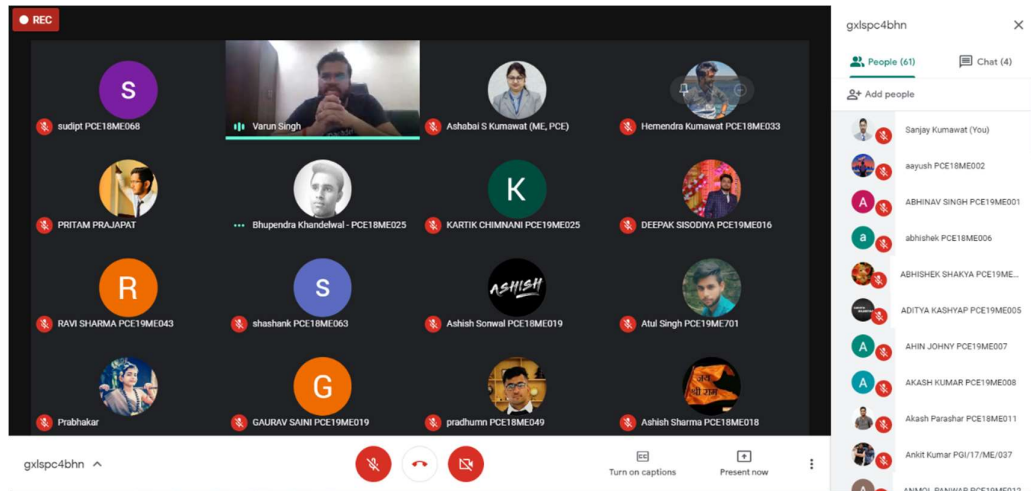 REC
S
sudipt PCE18ME068
Varun Singh
Ashabai S Kumawat (ME, PCE)
Hemendra Kumawat PCE18ME033
PRITAM PRAJAPAT
Bhupendra Khandelwal - PCE18ME025
K
KARTIK CHIMNANI PCE19ME025
DEEPAK SISODIYA PCE19ME016
R
RAVI SHARMA PCE19ME043
S
shashank PCE18ME063
ASHISH
Ashish Sonwal PCE18ME019
Atul Singh PCE19ME701
Prabhakar
G
GAURAV SAINI PCE19ME019
pradhumn PCE18ME049
जय
श्री राम
Ashish Sharma PCE18ME018
gxlspc4bhn
CC
Turn on captions
Present now
gxlspc4bhn
People (61)
Chat (4)
Add people
Sanjay Kumawat (You)
aayush PCE18ME002
A
ABHINAV SINGH PCE19ME001
a
abhishek PCE18ME006
ABHISHEK SHAKYA PCE19ME...
ADITYA KASHYAP PCE19ME005
A
AHIN JOHNY PCE19ME007
A
AKASH KUMAR PCE19ME008
Akash Parashar PCE18ME011
Ankit Kumar PGI/17/ME/037
A
ANMOL PANWAR PCE19ME012